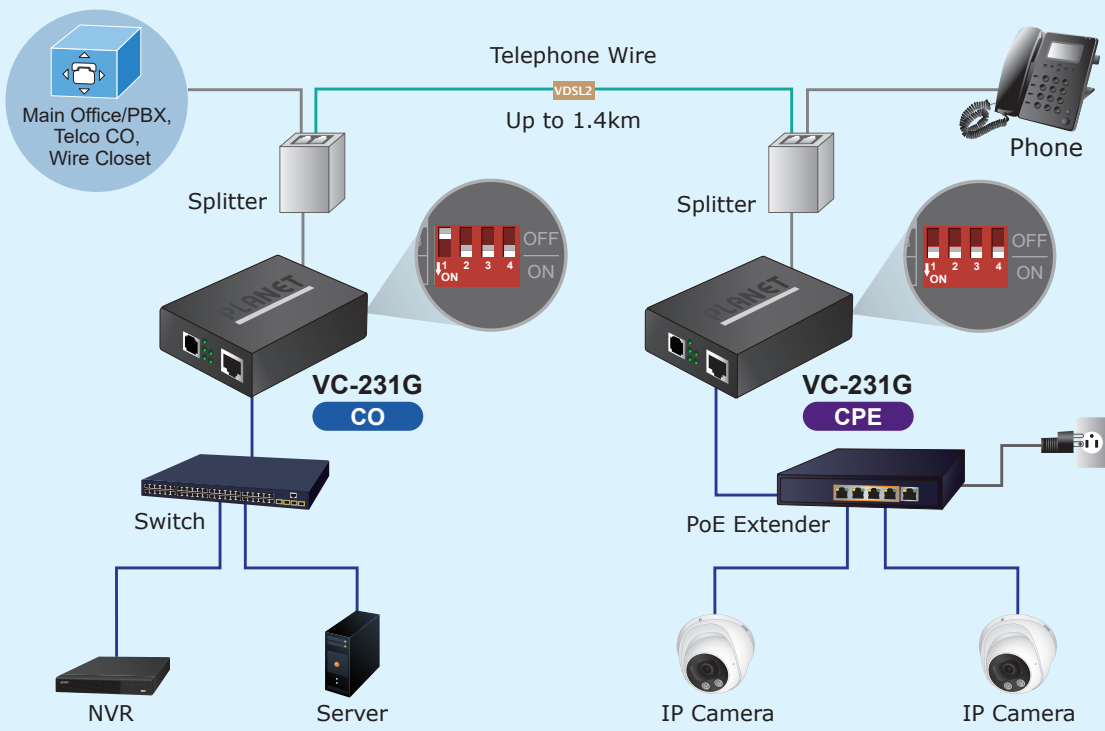 Telephone Wire
VDSL2
Up to 1.4km
Main Office/PBX,
Telco CO,
Wire Closet
Phone
Splitter
Splitter
OFF
ON
1 2 3 4
ON
OFF
ON
1 2 3 4
ON
PLANET
PLANET
VC-231G
CO
VC-231G
CPE
Switch
PoE Extender
NVR
Server
IP Camera
IP Camera